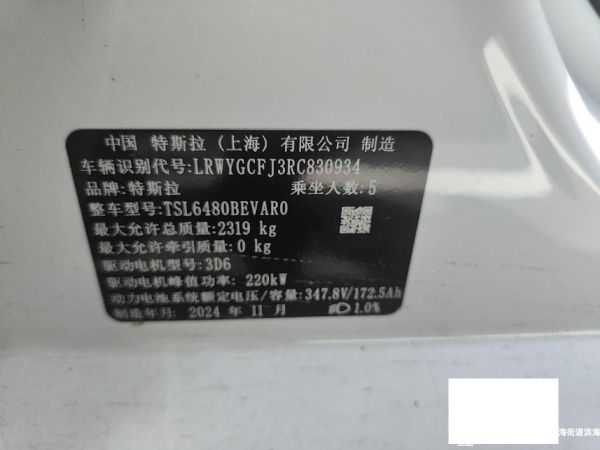 中国 特斯拉(上海)有限公司 制造
车辆识别代号:LRWYGCFJ3RC830934
品牌:特斯拉 乘坐人数:5
整车型号:TSL6480BEVAR0
最大允许总质量:2319 kg
最大允许牵引质量:0 kg
驱动电机型号:3D6
驱动电机峰值功率: 220kW
动力电池系统额定电压/容量:347.8V/172.5Ah
制造年月: 2024 年 11 月 1.0%
海街道滨海